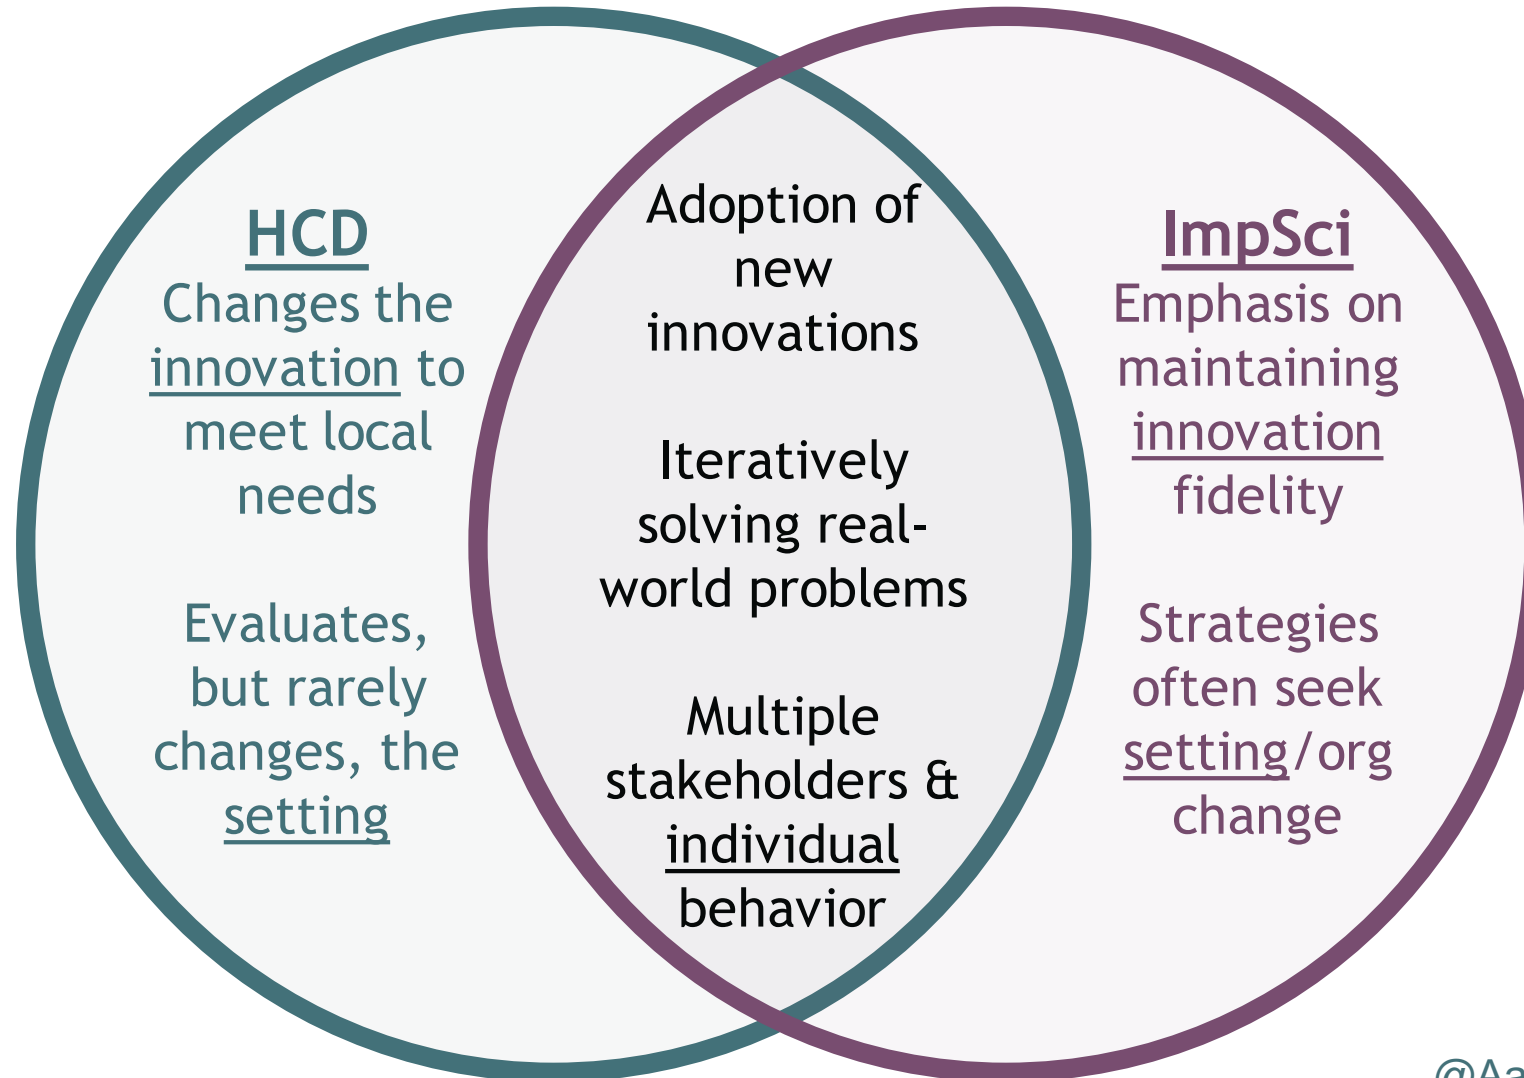 HCD
Changes the
innovation to
meet local
needs
Evaluates,
but rarely
changes, the
setting
Adoption of
new
innovations
Iteratively
solving real-
world problems
Multiple
stakeholders &
individual
behavior
ImpSci
Emphasis on
maintaining
innovation
fidelity
Strategies
often seek
setting/org
change